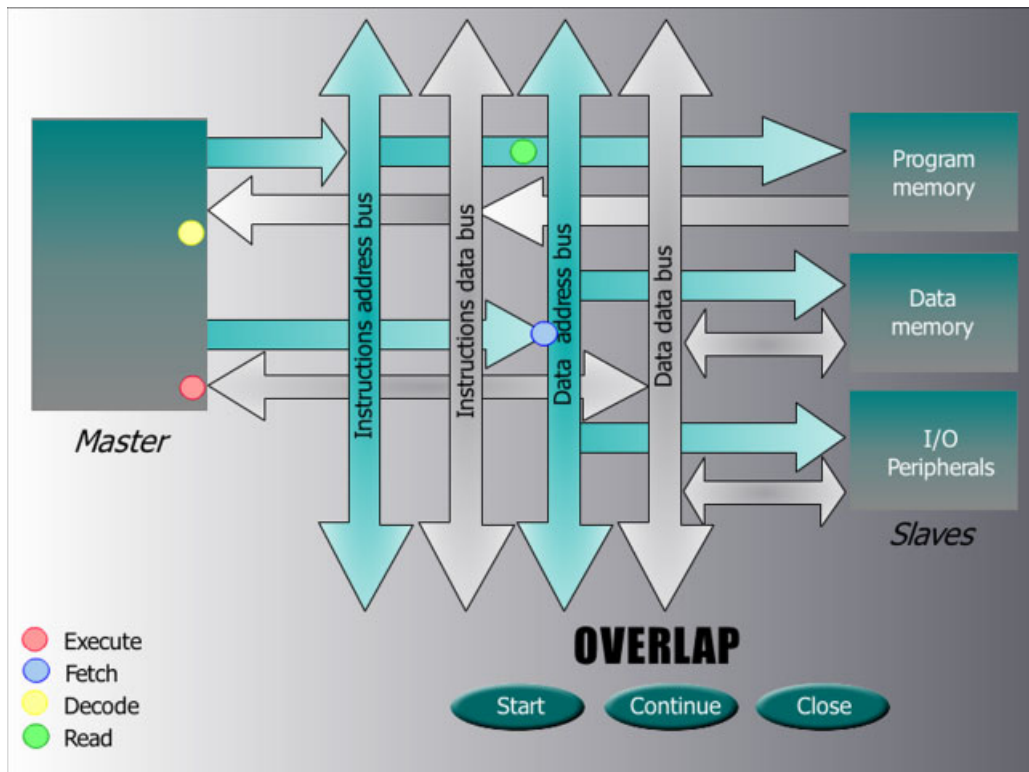 Instructions address bus
Instructions data bus
Data address bus
Data data bus
Program
memory
Data
memory
I/O
Peripherals
Master
Slaves
OVERLAP
Execute
Fetch
Decode
Read
Start
Continue
Close